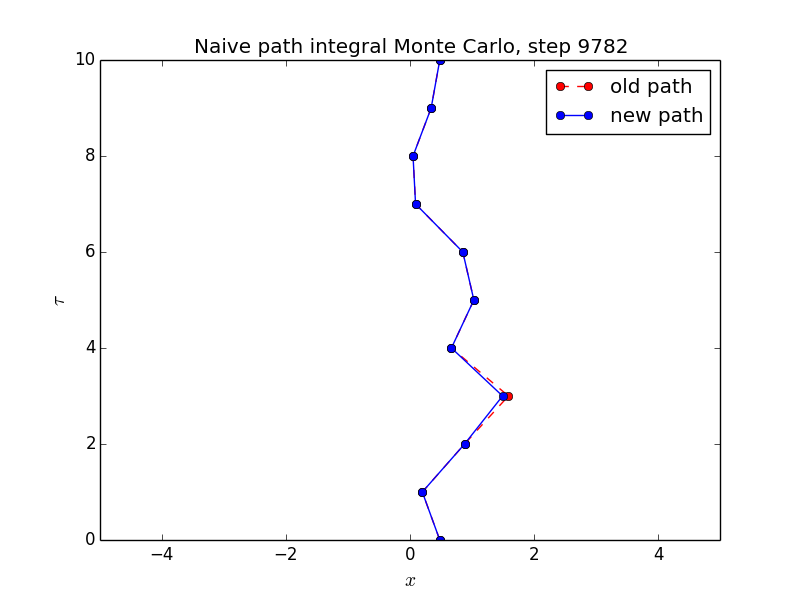 Naive path integral Monte Carlo, step 9782
old path
new path
10
8
6
4
2
0
τ
−4
−2
0
2
4
x